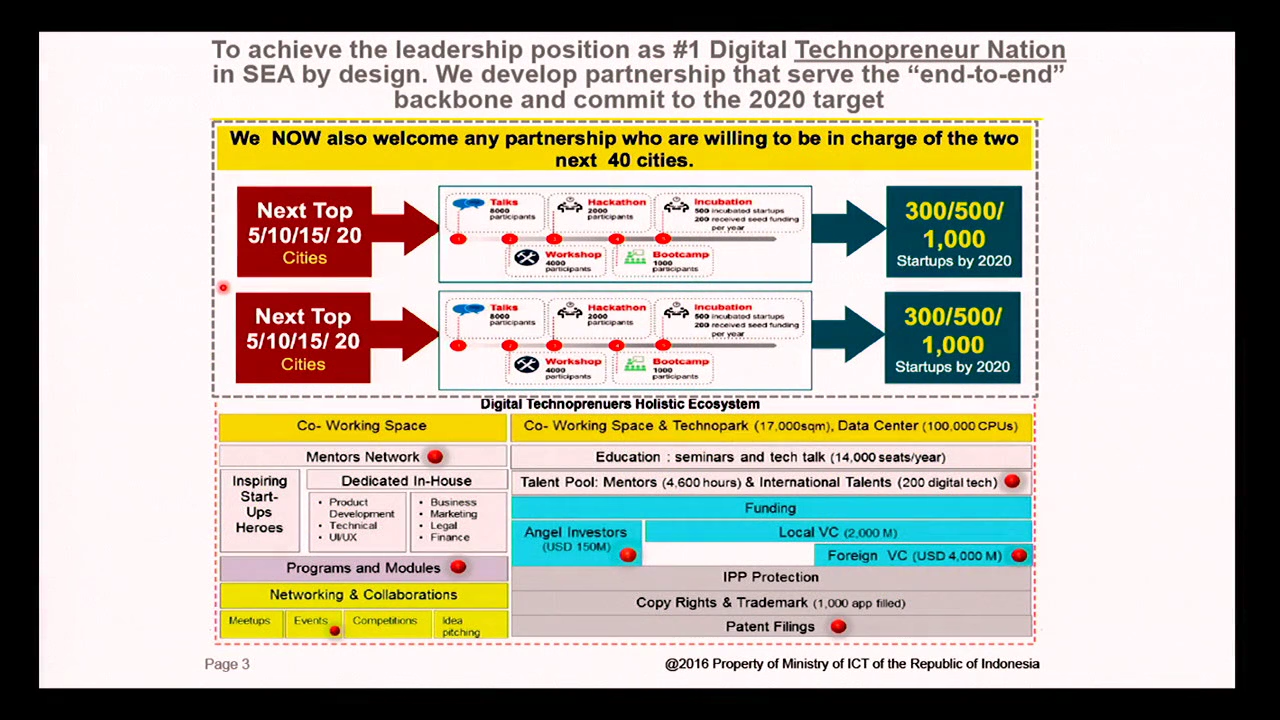 To achieve the leadership position as #1 Digital Technopreneur Nation
in SEA by design. We develop partnership that serve the “end-to-end”
backbone and commit to the 2020 target
We NOW also welcome any partnership who are willing to be in charge of the two
next 40 cities.
Next Top
5/10/15/ 20
Cities
Talks
8000
participants
Hackathon
2000
participants
Incubation
500 incubated startups
200 received seed funding
per year
1
2
3
4
5
Workshop
4000
participants
Bootcamp
1000
participants
300/500/
1,000
Startups by 2020
Next Top
5/10/15/ 20
Cities
Talks
8000
participants
Hackathon
2000
participants
Incubation
500 incubated startups
200 received seed funding
per year
1
2
3
4
5
Workshop
4000
participants
Bootcamp
1000
participants
300/500/
1,000
Startups by 2020
Digital Technoprenuers Holistic Ecosystem
Co- Working Space
Mentors Network
Inspiring
Start-
Ups
Heroes
Dedicated In-House
• Product
Development
• Technical
• UI/UX
• Business
• Marketing
• Legal
• Finance
Programs and Modules
Networking & Collaborations
Meetups
Events
Competitions
Idea
pitching
Co- Working Space & Technopark (17,000sqm), Data Center (100,000 CPUs)
Education : seminars and tech talk (14,000 seats/year)
Talent Pool: Mentors (4,600 hours) & International Talents (200 digital tech)
Funding
Angel Investors
(USD 150M)
Local VC (2,000 M)
Foreign VC (USD 4,000 M)
IPP Protection
Copy Rights & Trademark (1,000 app filled)
Patent Filings
Page 3
@2016 Property of Ministry of ICT of the Republic of Indonesia